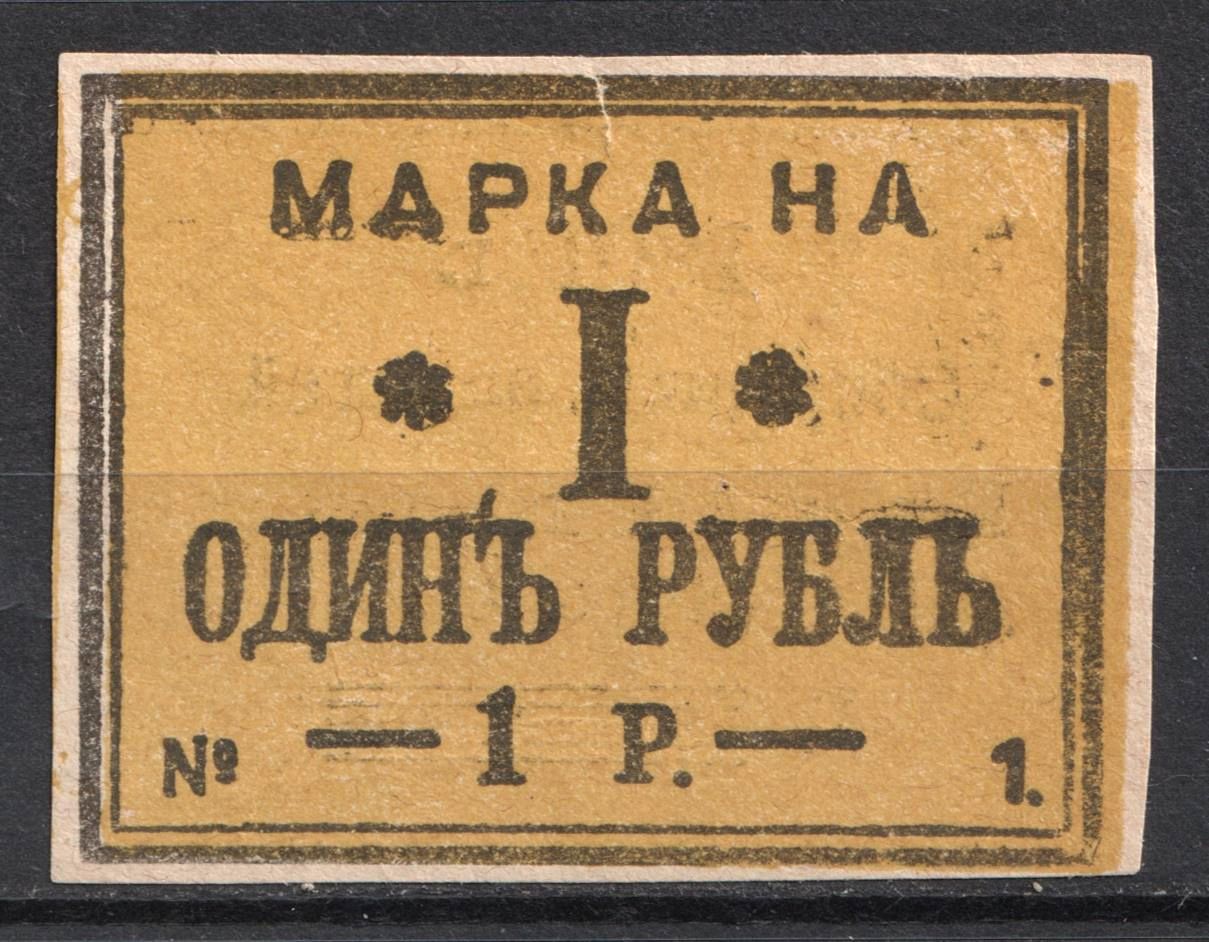 МАРКА НА
I
ОДИНЪ РУБЛЬ
— 1 Р. —
№ 1.